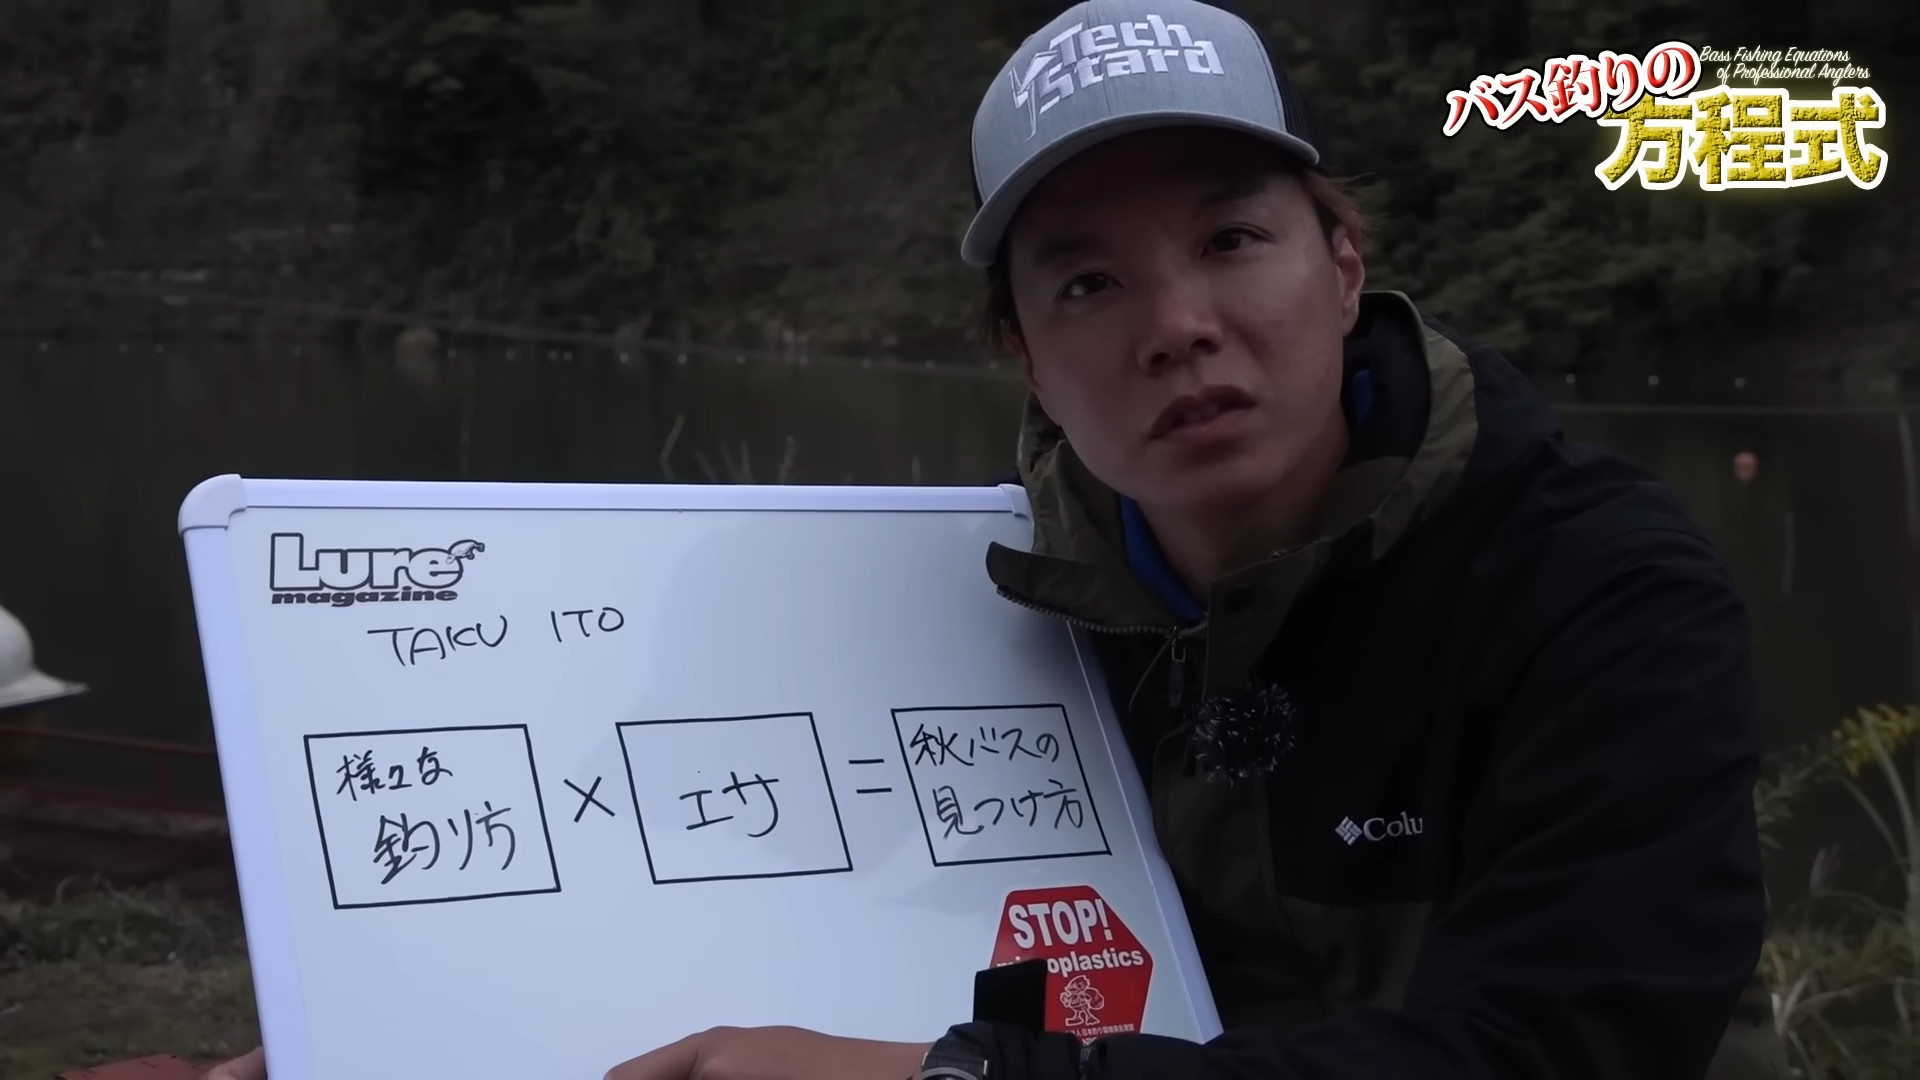 Tech
Stard
バス釣りの
Bass Fishing Equations
of Professional Anglers
方程式
Lure
magazine
TAKU ITO
様々な
釣り方
×
エサ
=
秋バスの
見つけ方
Colu
STOP!
oplastics